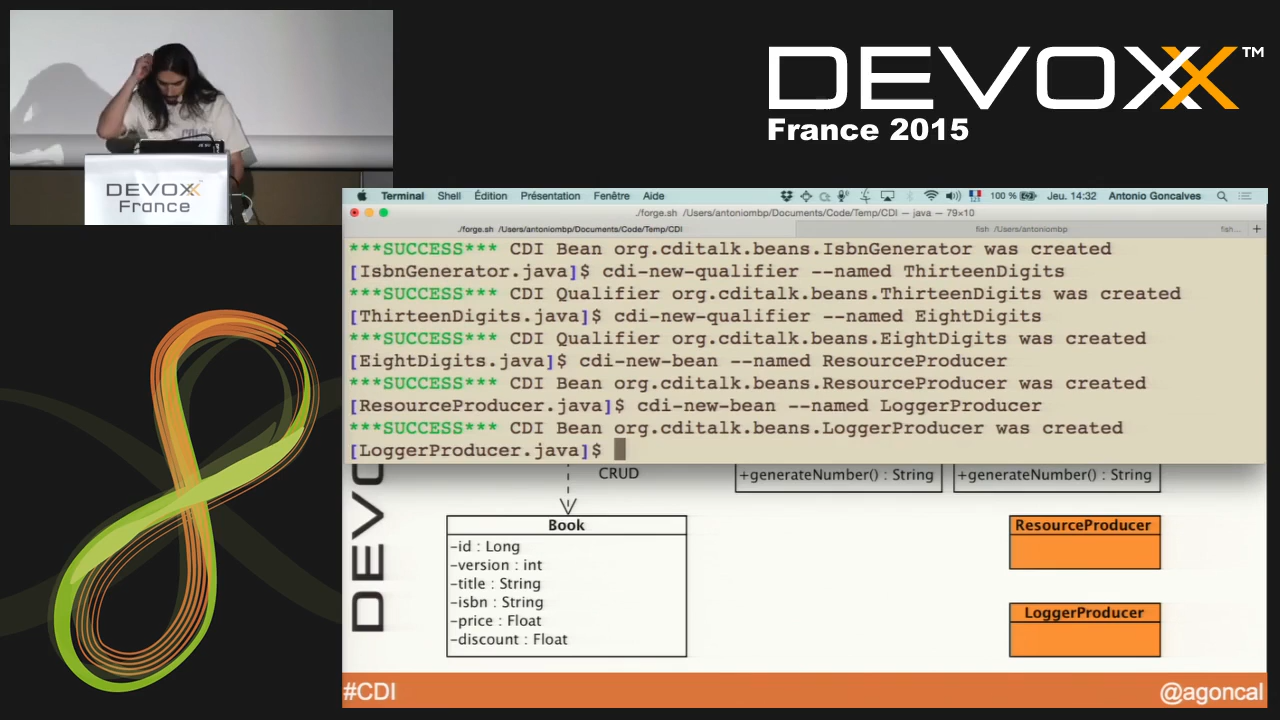 DEVOXX™
France 2015
DEVOXX
France
Terminal Shell Édition Présentation Fenêtre Aide 100 % Jeu. 14:32 Antonio Goncalves
./forge.sh /Users/antoniombp/Documents/Code/Temp/CDI — java — 79×10
./forge.sh /Users/antoniombp/Documents/Code/Temp/CDI fish /Users/antoniombp fish... +
***SUCCESS*** CDI Bean org.cditalk.beans.IsbnGenerator was created
[IsbnGenerator.java]$ cdi-new-qualifier --named ThirteenDigits
***SUCCESS*** CDI Qualifier org.cditalk.beans.ThirteenDigits was created
[ThirteenDigits.java]$ cdi-new-qualifier --named EightDigits
***SUCCESS*** CDI Qualifier org.cditalk.beans.EightDigits was created
[EightDigits.java]$ cdi-new-bean --named ResourceProducer
***SUCCESS*** CDI Bean org.cditalk.beans.ResourceProducer was created
[ResourceProducer.java]$ cdi-new-bean --named LoggerProducer
***SUCCESS*** CDI Bean org.cditalk.beans.LoggerProducer was created
[LoggerProducer.java]$
CRUD
+generateNumber() : String
+generateNumber() : String
DEVO
Book
-id : Long
-version : int
-title : String
-isbn : String
-price : Float
-discount : Float
ResourceProducer
LoggerProducer
#CDI @agoncal